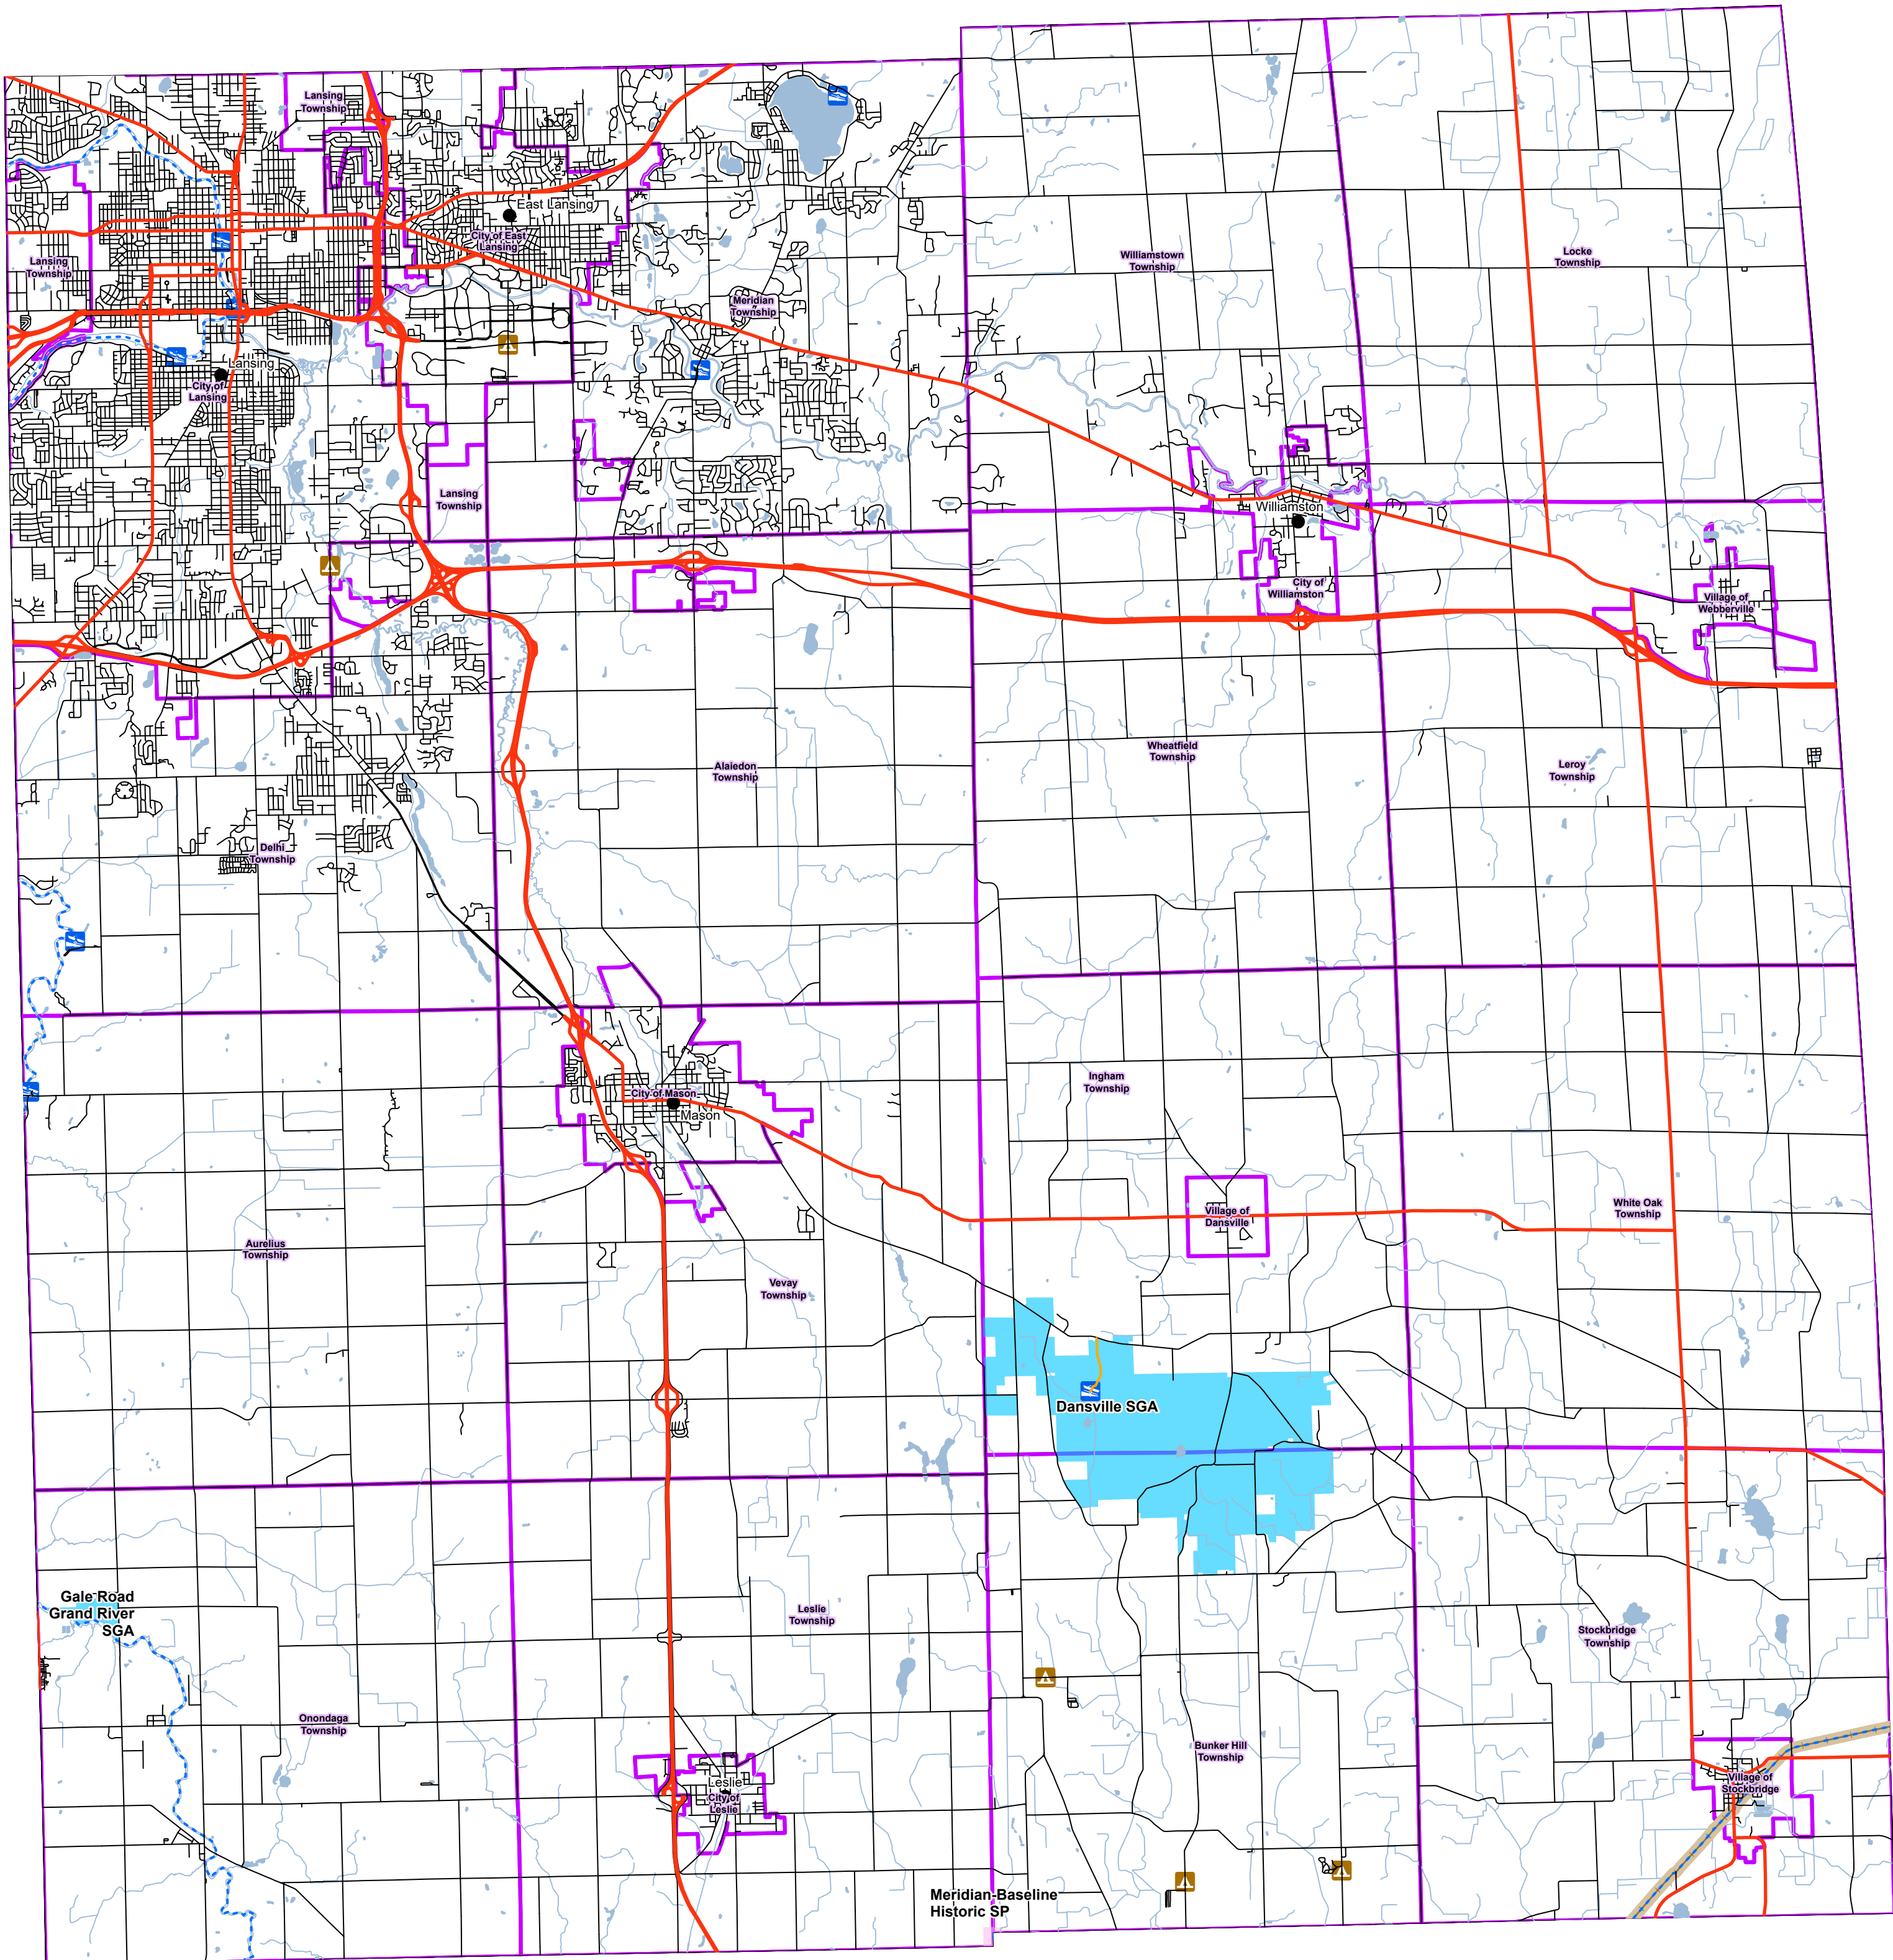 Lansing
Township
East Lansing
City of East
Lansing
Lansing
Township
Williamstown
Township
Locke
Township
Meridian
Township
Lansing
City of
Lansing
Lansing
Township
Williamston
City of
Williamston
Village of
Webberville
Wheatfield
Township
Alaiedon
Township
Leroy
Township
Delhi
Township
Ingham
Township
City of Mason
Mason
White Oak
Township
Village of
Dansville
Aurelius
Township
Vevay
Township
Dansville SGA
Gale Road
Grand River
SGA
Leslie
Township
Stockbridge
Township
Onondaga
Township
Bunker Hill
Township
Village of
Stockbridge
Leslie
City of
Leslie
Meridian-Baseline
Historic SP